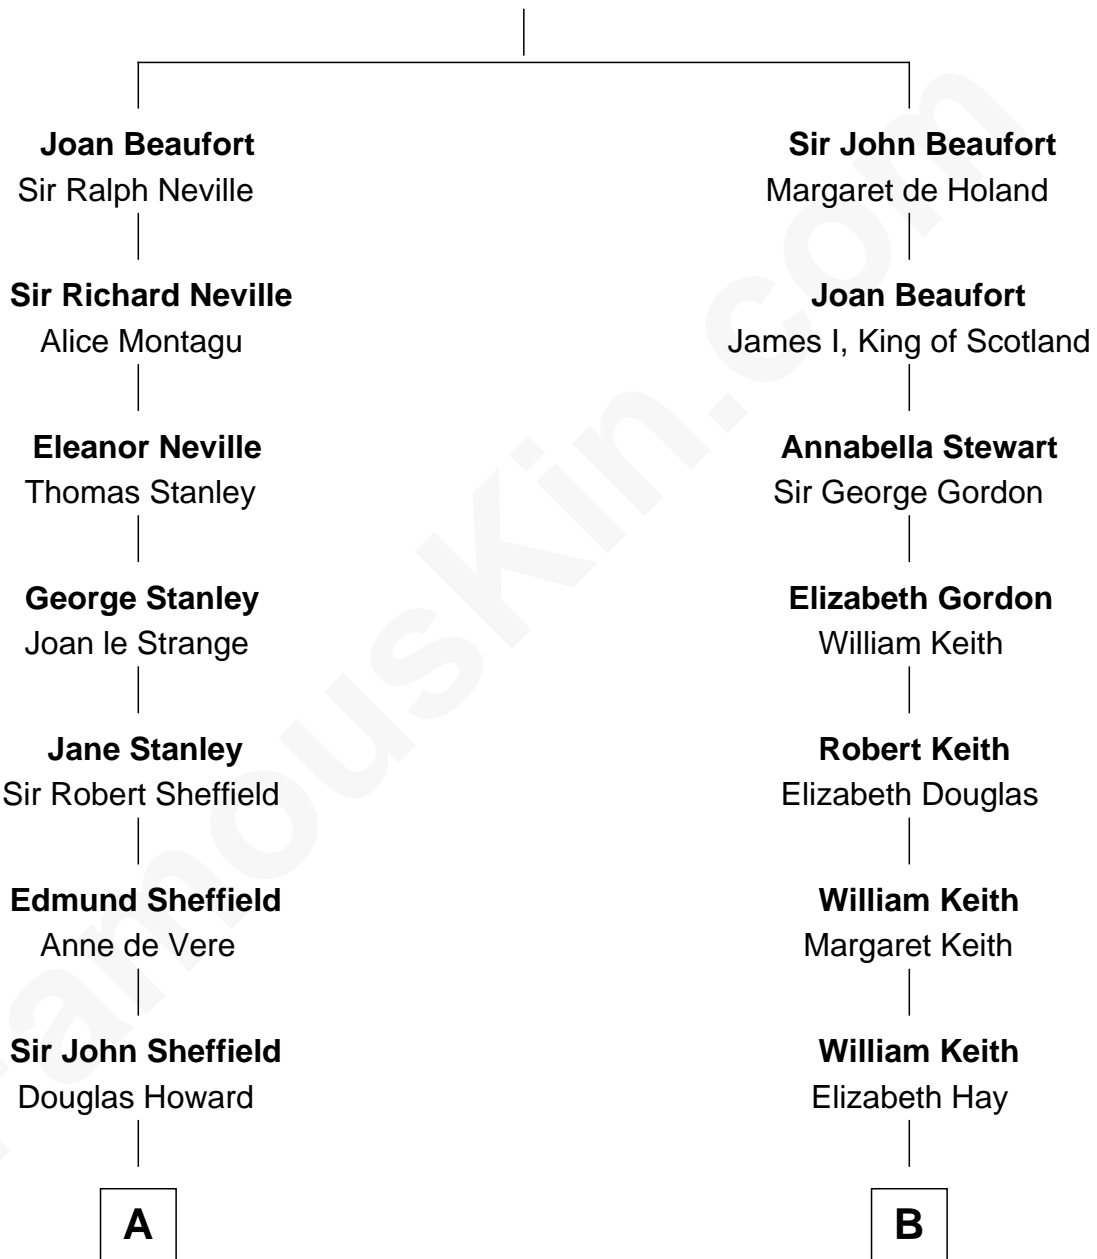 Joan Beaufort
Sir Ralph Neville
Sir John Beaufort
Margaret de Holand
Sir Richard Neville
Alice Montagu
Joan Beaufort
James I, King of Scotland
Eleanor Neville
Thomas Stanley
Annabella Stewart
Sir George Gordon
George Stanley
Joan le Strange
Elizabeth Gordon
William Keith
Jane Stanley
Sir Robert Sheffield
Robert Keith
Elizabeth Douglas
Edmund Sheffield
Anne de Vere
William Keith
Margaret Keith
Sir John Sheffield
Douglas Howard
William Keith
Elizabeth Hay
A
B
FamousKin.com